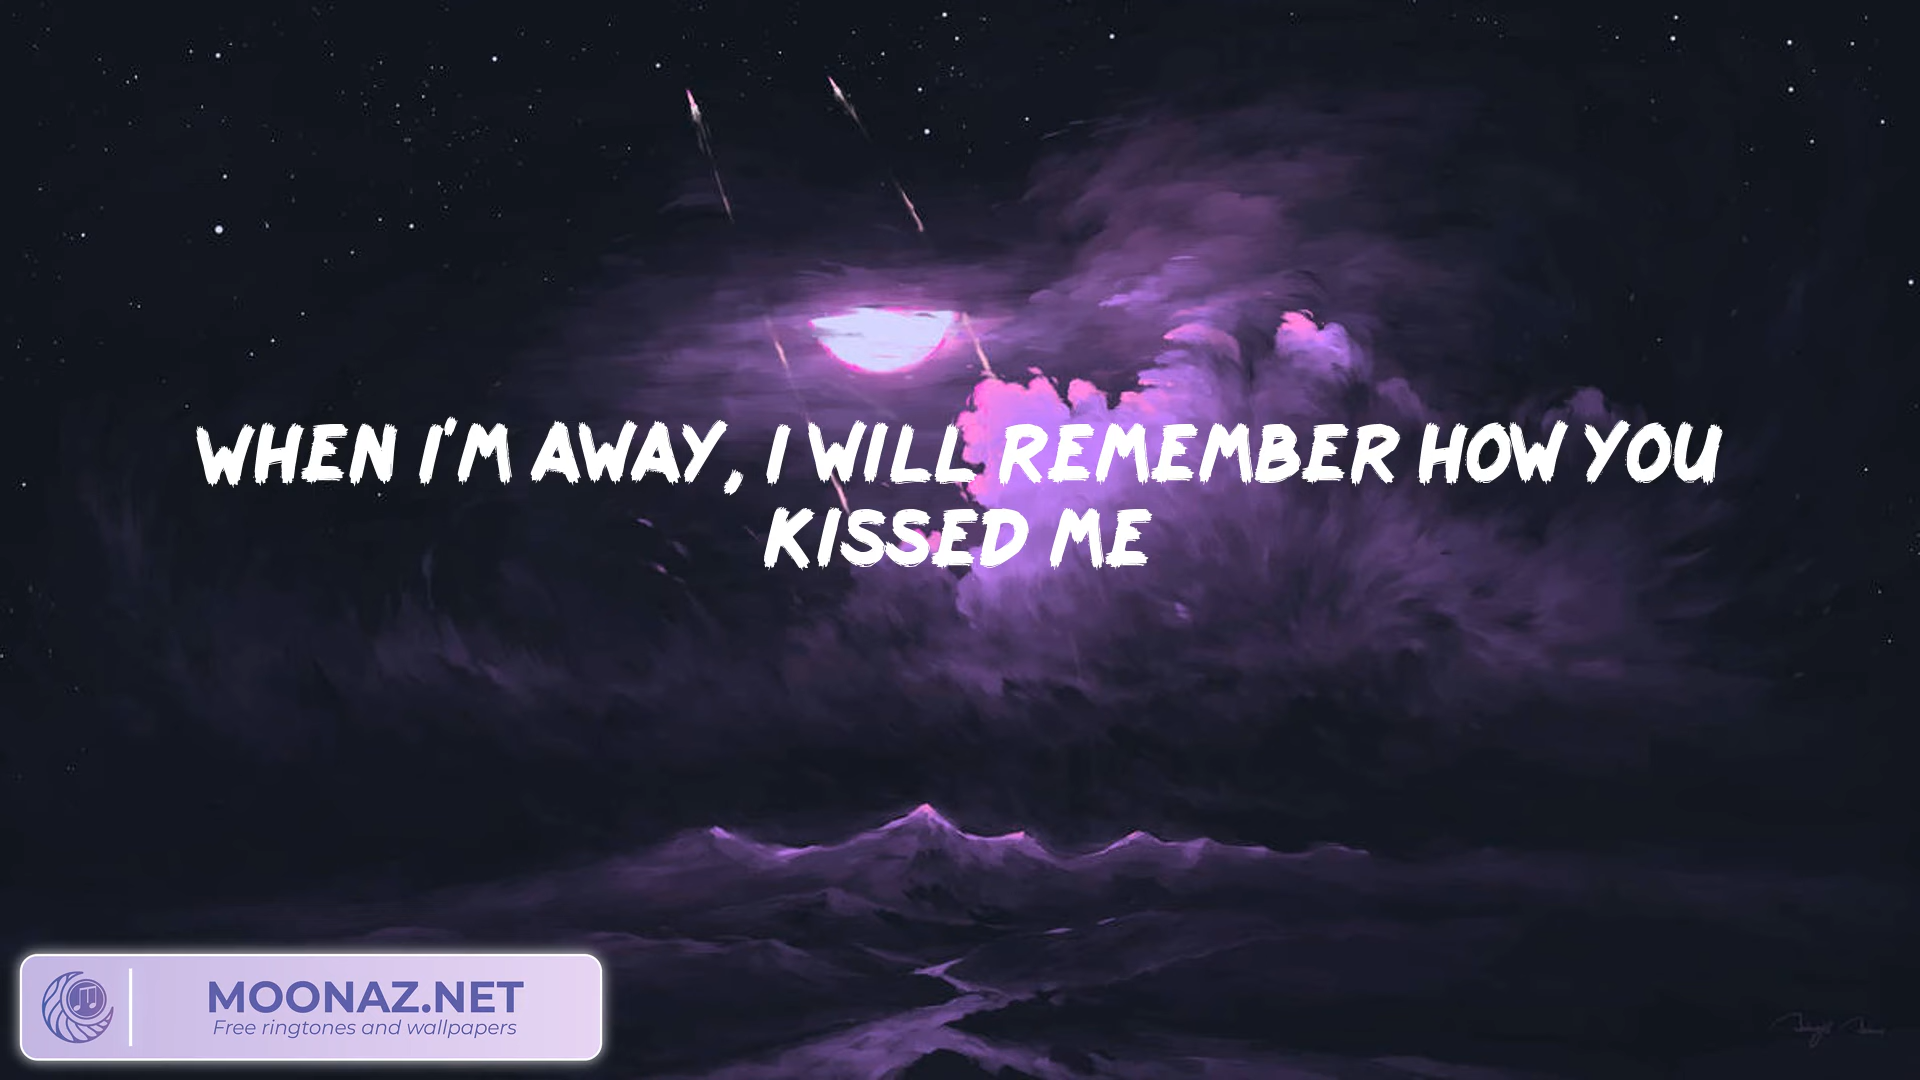 WHEN I'M AWAY, I WILL REMEMBER HOW YOU
KISSED ME
MOONAZ.NET
Free ringtones and wallpapers